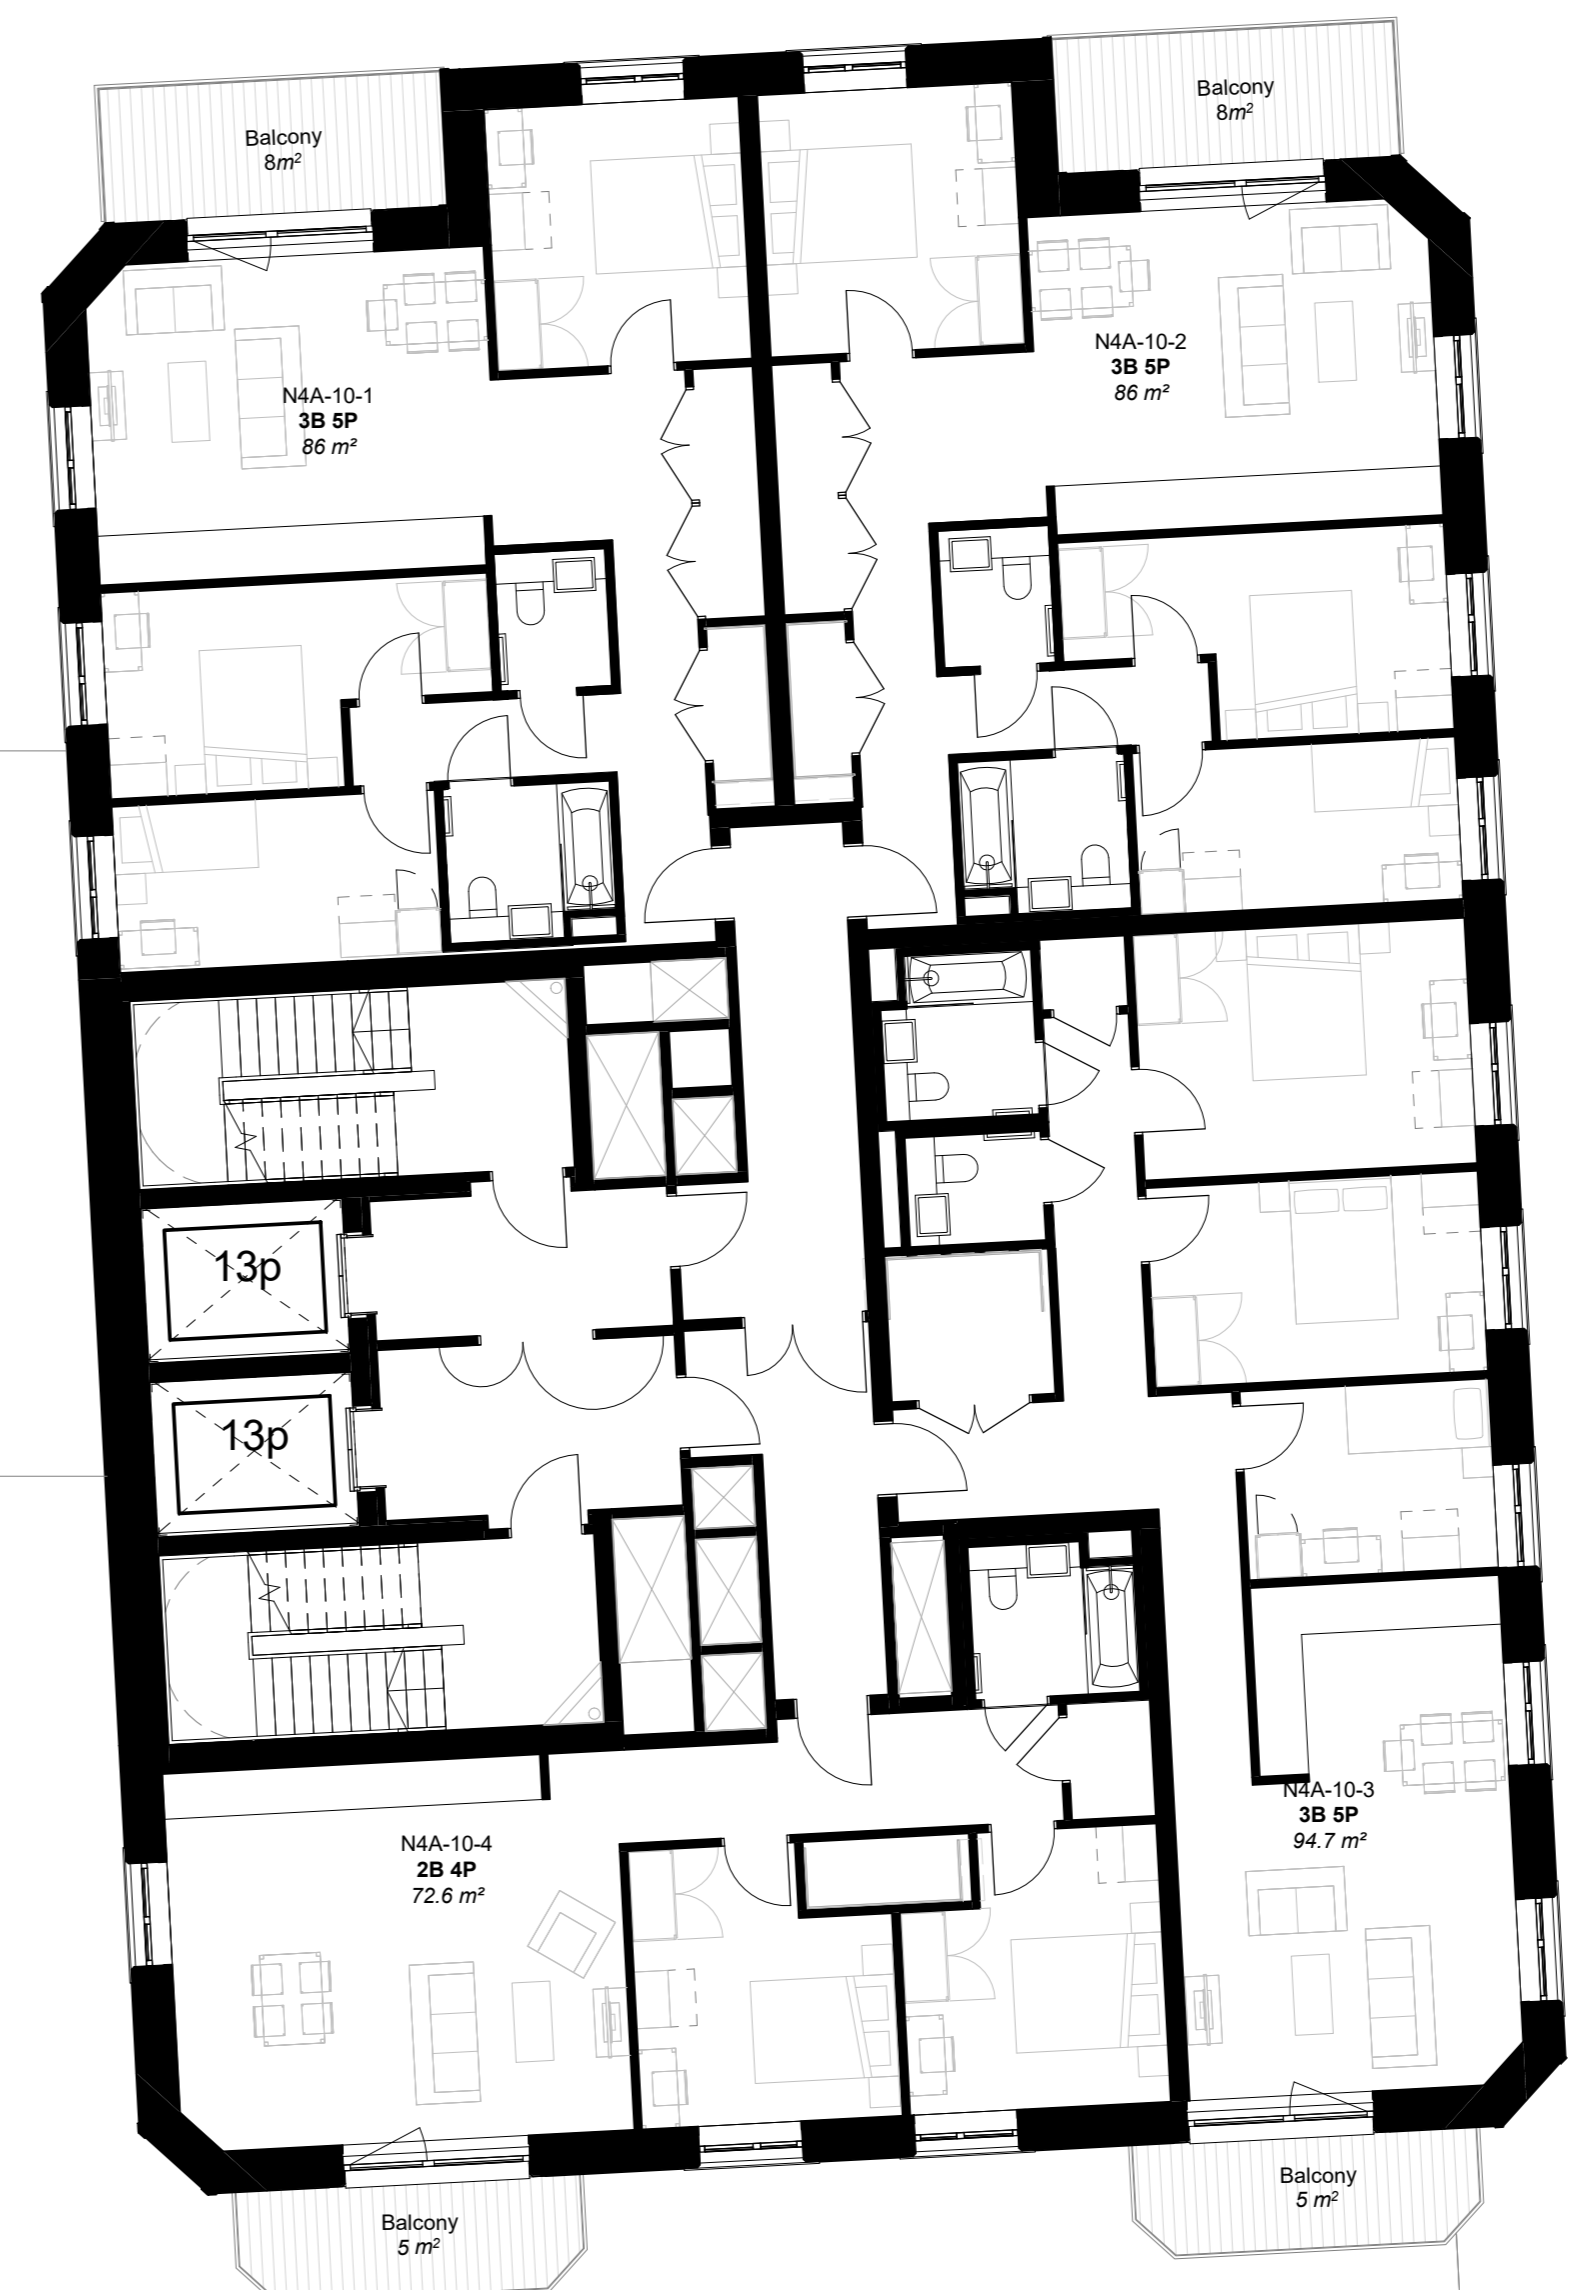 Balcony
8m²
Balcony
8m²
N4A-10-1
3B 5P
86 m²
N4A-10-2
3B 5P
86 m²
13p
13p
N4A-10-3
3B 5P
94.7 m²
N4A-10-4
2B 4P
72.6 m²
Balcony
5 m²
Balcony
5 m²